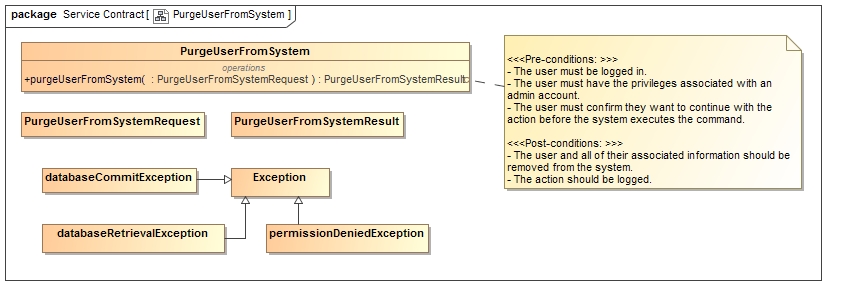 package Service Contract [ PurgeUserFromSystem ]
PurgeUserFromSystem
operations
+purgeUserFromSystem( : PurgeUserFromSystemRequest ) : PurgeUserFromSystemResult
<<<Pre-conditions: >>>
- The user must be logged in.
- The user must have the privileges associated with an
admin account.
- The user must confirm they want to continue with the
action before the system executes the command.
<<<Post-conditions: >>>
- The user and all of their associated information should be
removed from the system.
- The action should be logged.
PurgeUserFromSystemRequest
PurgeUserFromSystemResult
databaseCommitException
Exception
databaseRetrievalException
permissionDeniedException